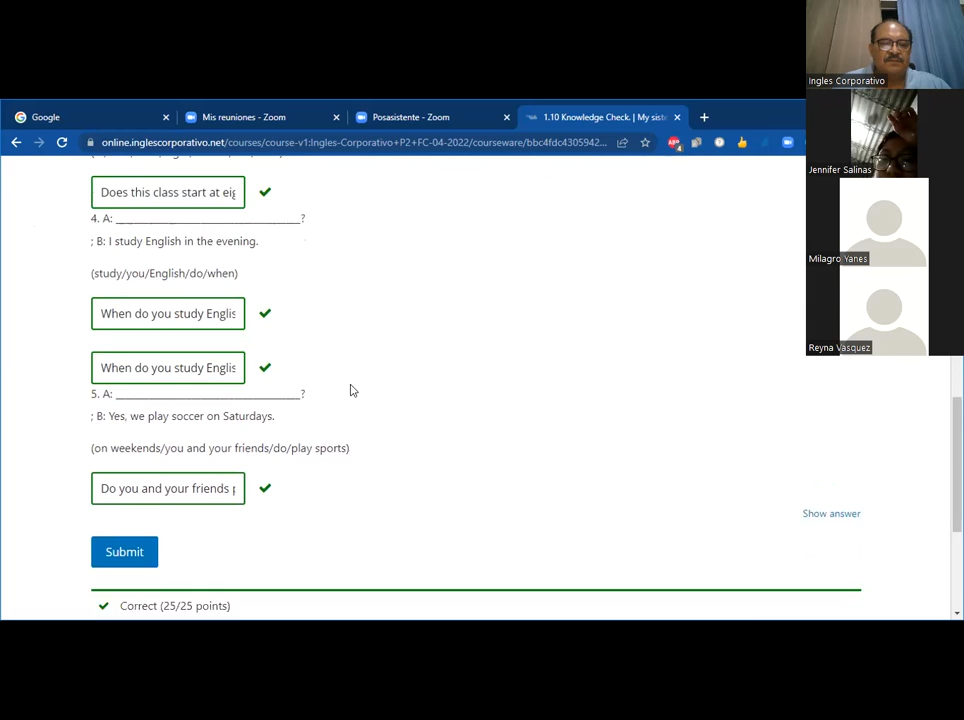 Google
Mis reuniones - Zoom
Posasistente - Zoom
1.10 Knowledge Check. | My siste
online.inglescorporativo.net/courses/course-v1:Ingles-Corporativo+P2+FC-04-2022/courseware/bbc4fdc4305942...
Does this class start at eig
4. A: ___________________________________?
; B: I study English in the evening.
(study/you/English/do/when)
When do you study Englis
When do you study Englis
5. A: ___________________________________?
; B: Yes, we play soccer on Saturdays.
(on weekends/you and your friends/do/play sports)
Do you and your friends p
Show answer
Submit
Correct (25/25 points)
Ingles Corporativo
Jennifer Salinas
Milagro Yanes
Reyna Vasquez